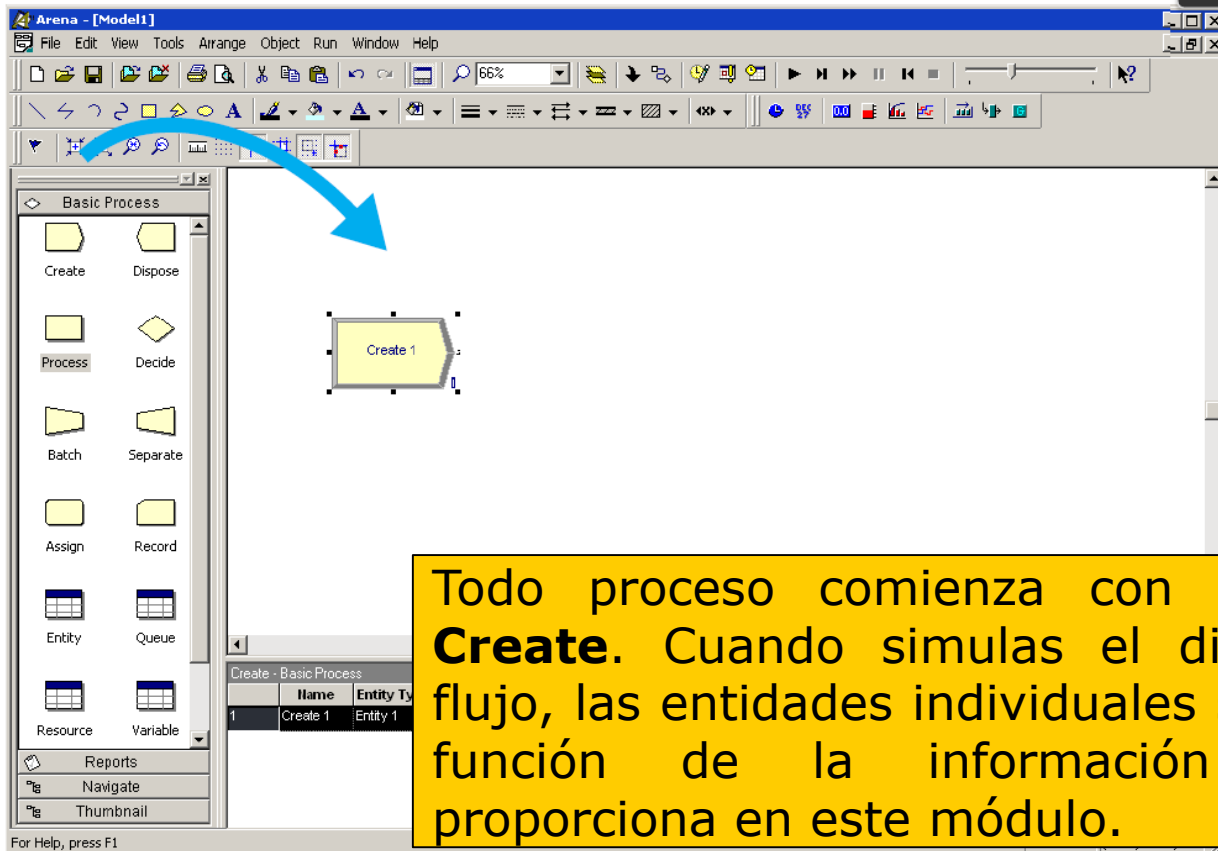 Arena - [Model1]
File Edit View Tools Arrange Object Run Window Help
66%
Basic Process
Create Dispose
Process Decide
Batch Separate
Assign Record
Entity Queue
Resource Variable
Reports
Navigate
Thumbnail
Create 1
Create - Basic Process
Name Entity Ty
1 Create 1 Entity 1
Todo proceso comienza con
Create. Cuando simulas el di
flujo, las entidades individuales
función de la información
proporciona en este módulo.
For Help, press F1